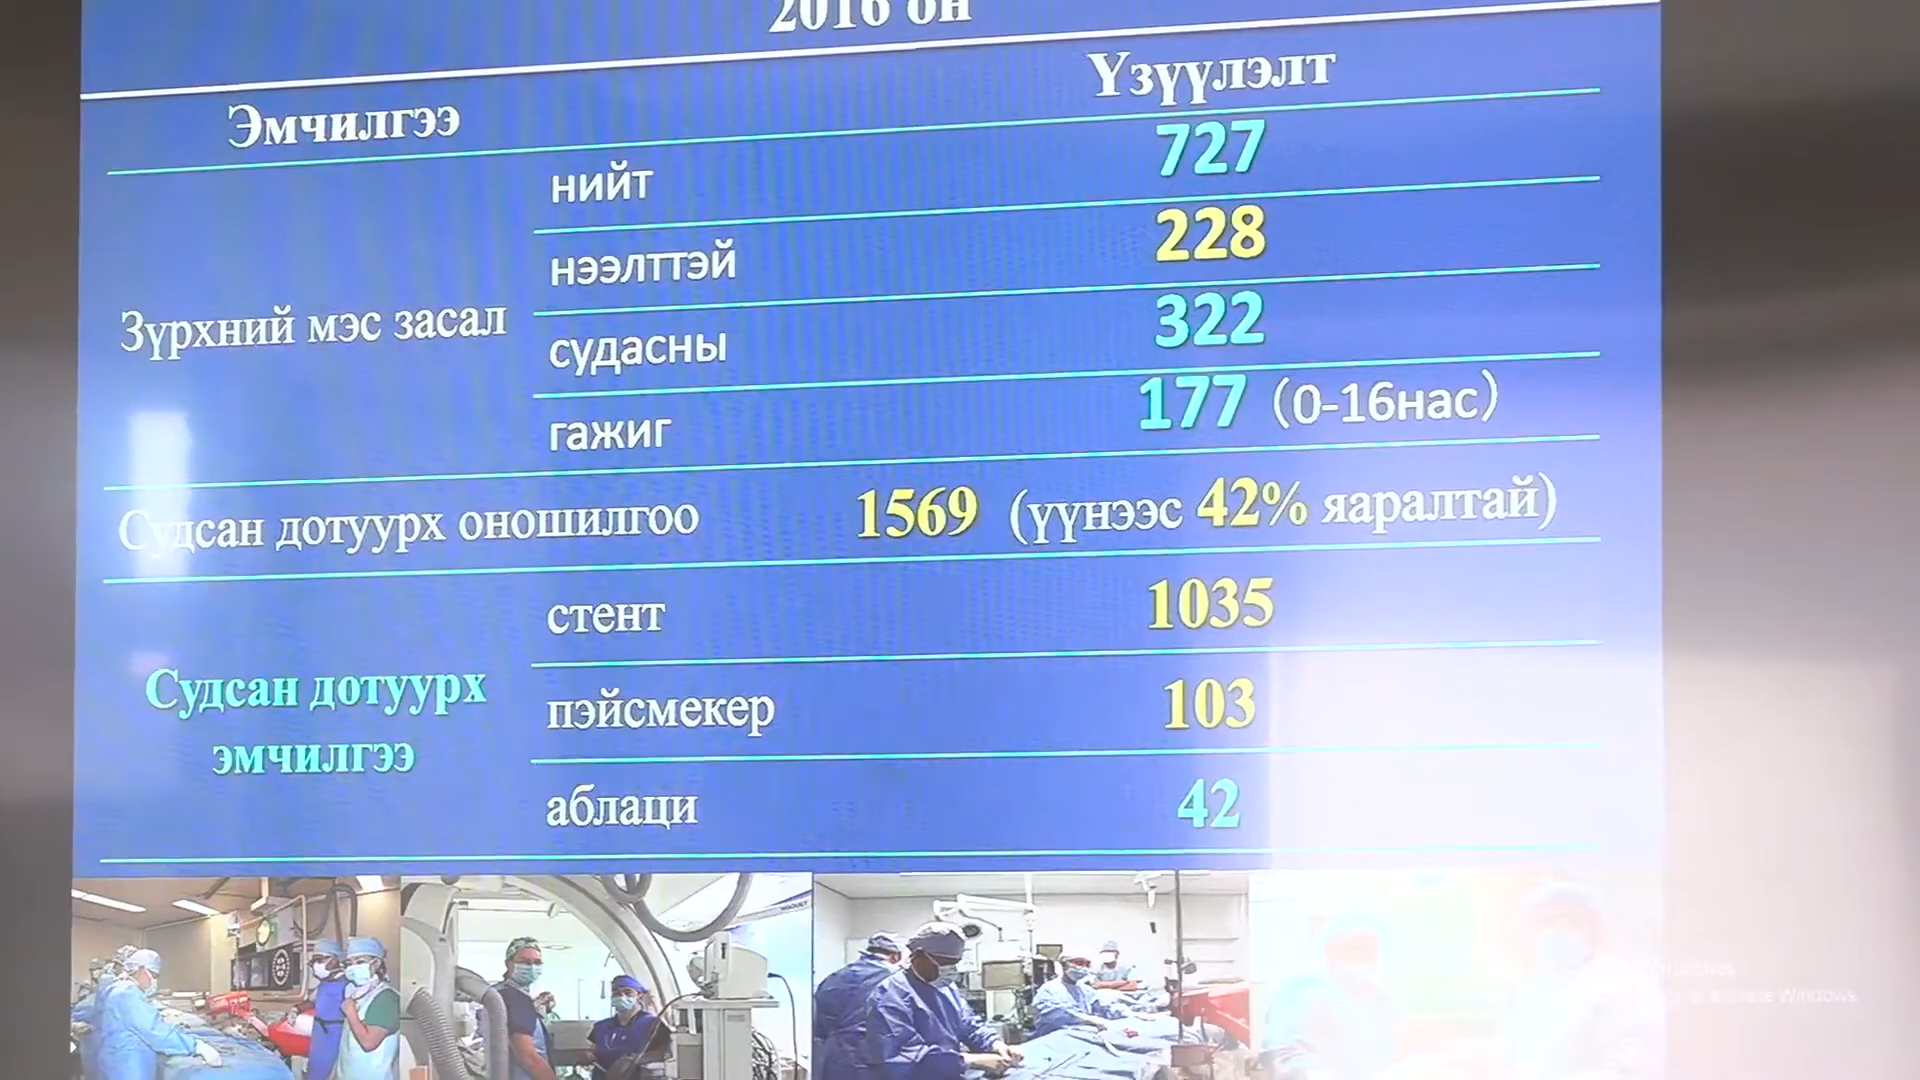 2016 он
Эмчилгээ
Үзүүлэлт
Зүрхний мэс засал
нийт
727
нээлттэй
228
судасны
322
гажиг
177 (0-16нас)
Судсан дотуурх оношилгоо
1569 (үүнээс 42% яаралтай)
Судсан дотуурх
эмчилгээ
стент
1035
пэйсмекер
103
аблаци
42